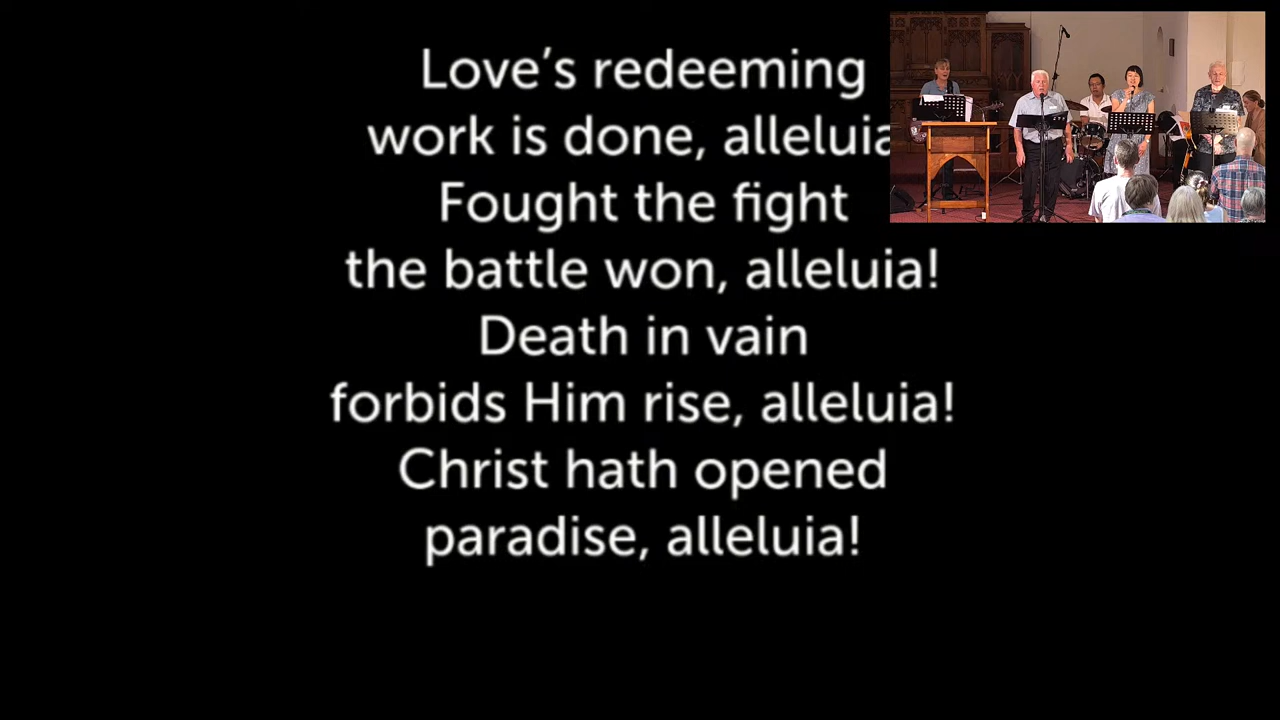 Love’s redeeming
work is done, alleluia
Fought the fight
the battle won, alleluia!
Death in vain
forbids Him rise, alleluia!
Christ hath opened
paradise, alleluia!